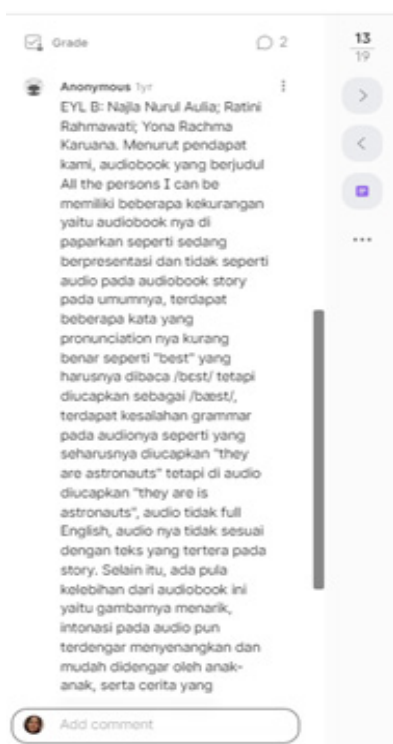 Grade
2
13
19
Anonymous 1yr
EYL B: Najla Nurul Aulia; Ratini
Rahmawati; Yona Rachma
Karuana. Menurut pendapat
kami, audiobook yang berjudul
All the persons I can be
memiliki beberapa kekurangan
yaitu audiobook nya di
paparkan seperti sedang
berpresentasi dan tidak seperti
audio pada audiobook story
pada umumnya, terdapat
beberapa kata yang
pronunciation nya kurang
benar seperti "best" yang
harusnya dibaca /bɛst/ tetapi
diucapkan sebagai /bæst/,
terdapat kesalahan grammar
pada audionya seperti yang
seharusnya diucapkan "they
are astronauts" tetapi di audio
diucapkan "they are is
astronauts", audio tidak full
English, audio nya tidak sesuai
dengan teks yang tertera pada
story. Selain itu, ada pula
kelebihan dari audiobook ini
yaitu gambarnya menarik,
intonasi pada audio pun
terdengar menyenangkan dan
mudah didengar oleh anak-
anak, serta cerita yang
Add comment